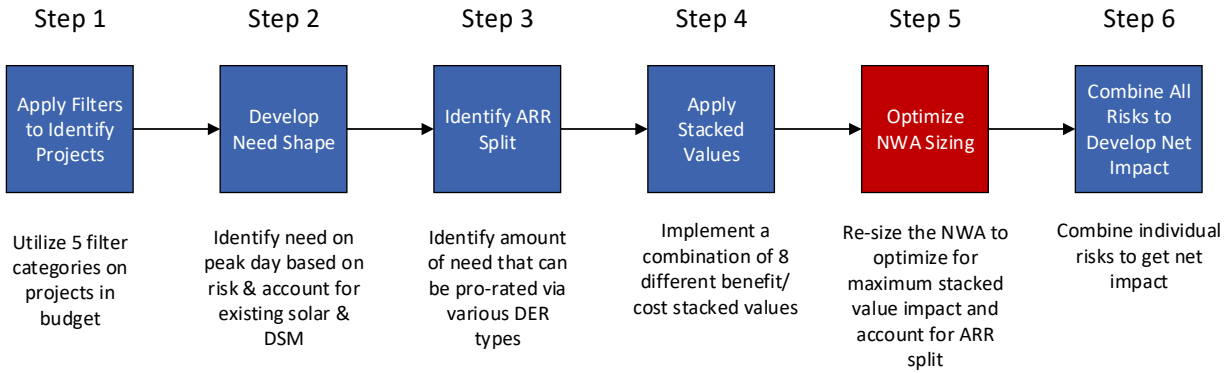 Step 1
Step 2
Step 3
Step 4
Step 5
Step 6
Apply Filters
to Identify
Projects
Develop
Need Shape
Identify ARR
Split
Apply
Stacked
Values
Optimize
NWA Sizing
Combine All
Risks to
Develop Net
Impact
Utilize 5 filter
categories on
projects in
budget
Identify need on
peak day based on
risk & account for
existing solar &
DSM
Identify amount
of need that can
be pro-rated via
various DER
types
Implement a
combination of 8
different benefit/
cost stacked values
Re-size the NWA to
optimize for
maximum stacked
value impact and
account for ARR
split
Combine individual
risks to get net
impact